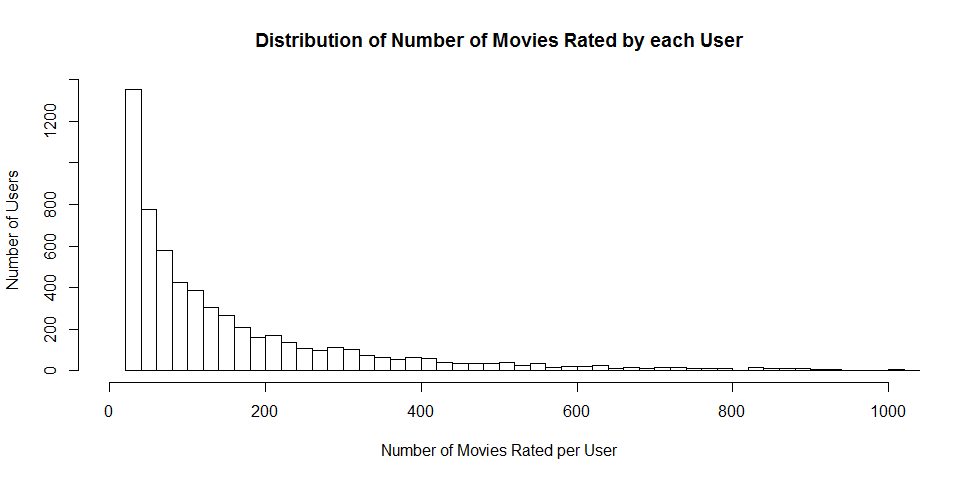 Distribution of Number of Movies Rated by each User
Number of Users
1200
800
600
400
200
0
0 200 400 600 800 1000
Number of Movies Rated per User